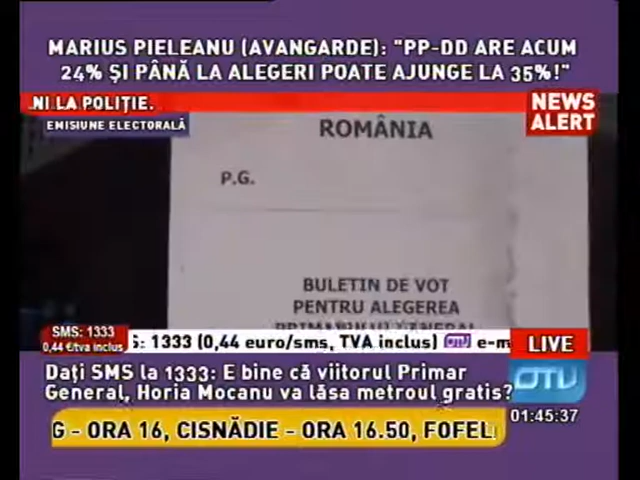 MARIUS PIELEANU (AVANGARDE): "PP-DD ARE ACUM
24% ȘI PÂNĂ LA ALEGERI POATE AJUNGE LA 35%!"
NI LA POLIȚIE.
NEWS
ALERT
EMISIUNE ELECTORALĂ
ROMÂNIA
P.G.
BULETIN DE VOT
PENTRU ALEGEREA
PRIMARULUI GENERAL
SMS: 1333
0,44 €/tva inclus
S: 1333 (0,44 euro/sms, TVA inclus) OTV e-m
LIVE
Dați SMS la 1333: E bine că viitorul Primar
General, Horia Mocanu va lăsa metroul gratis?
OTV
01:45:37
G - ORA 16, CISNĂDIE - ORA 16.50, FOFEL